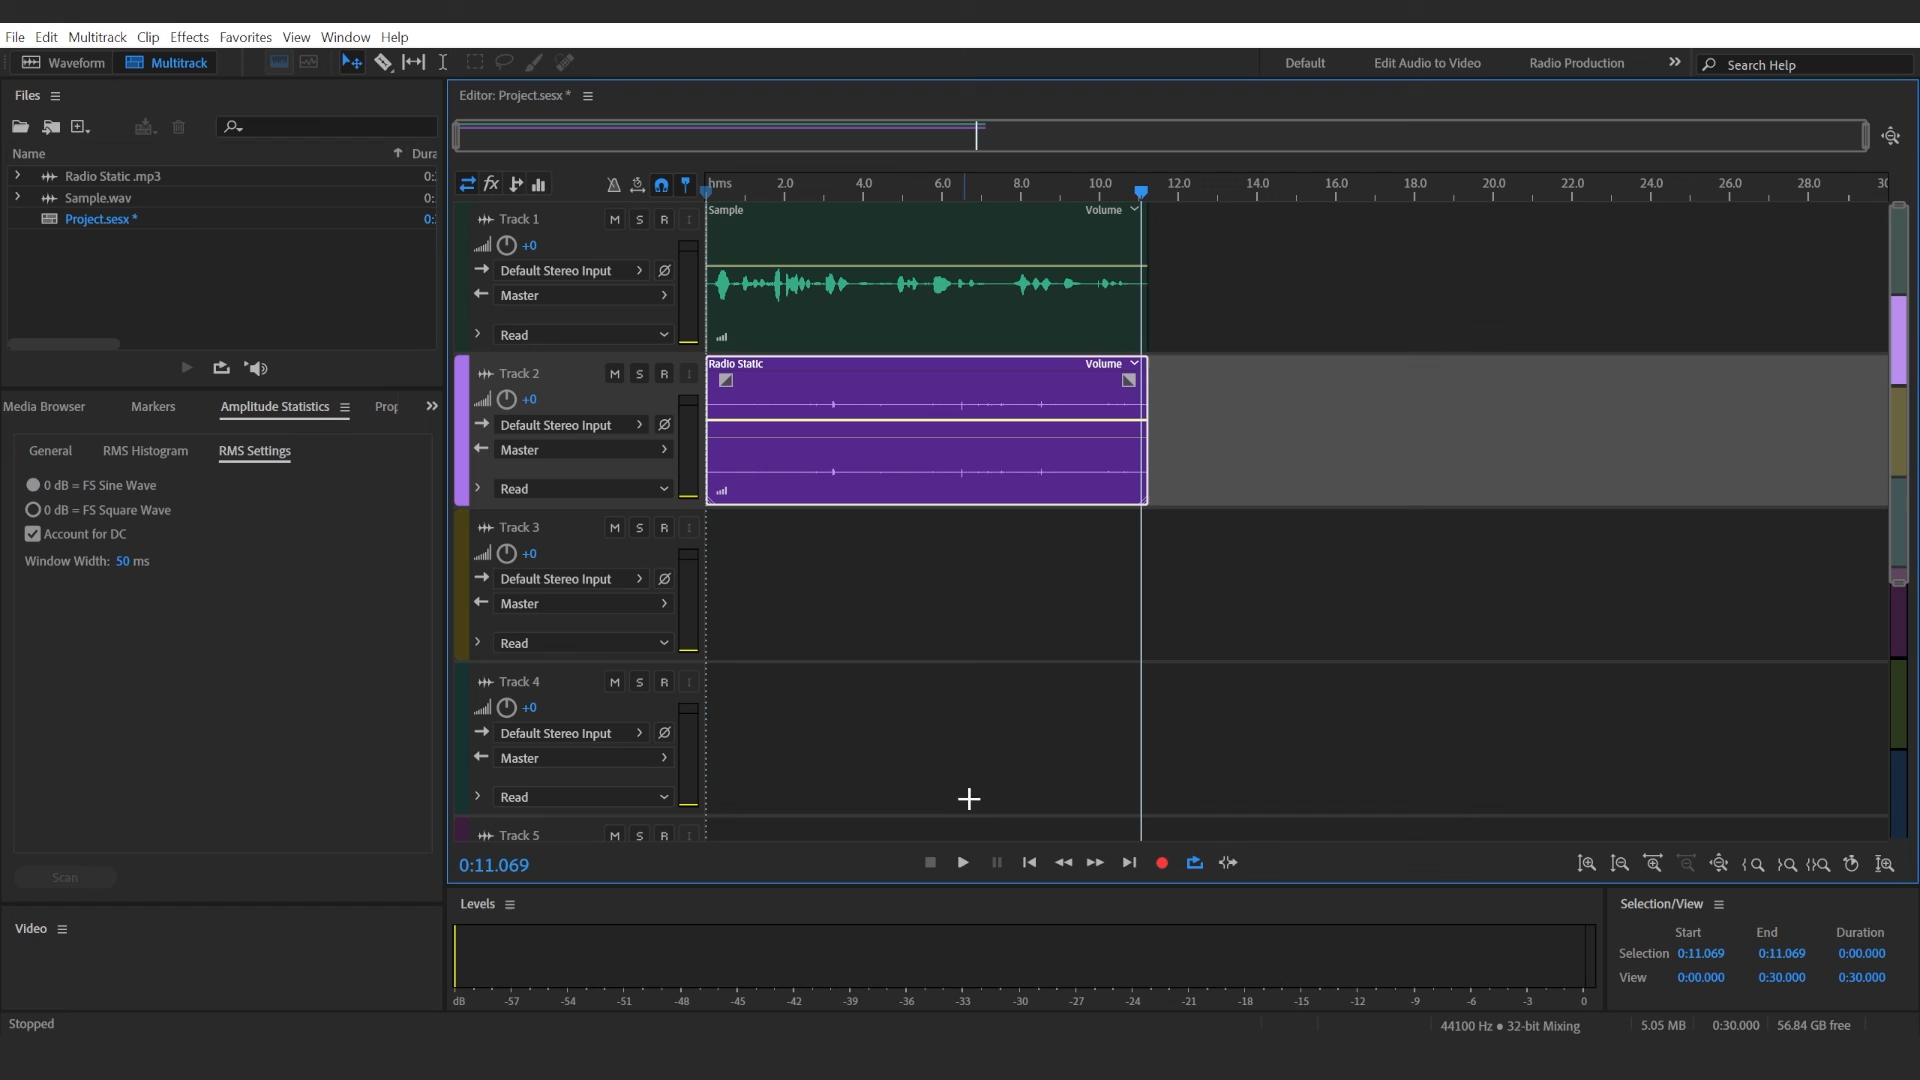 File Edit Multitrack Clip Effects Favorites View Window Help
Waveform Multitrack Default Edit Audio to Video Radio Production Search Help
Files
Name Dura
Radio Static .mp3 0:
Sample.wav 0:
Project.sesx * 0:
Media Browser Markers Amplitude Statistics Prop
General RMS Histogram RMS Settings
0 dB = FS Sine Wave
0 dB = FS Square Wave
Account for DC
Window Width: 50 ms
Scan
Video
Stopped
Editor: Project.sesx *
fx hms 2.0 4.0 6.0 8.0 10.0 12.0 14.0 16.0 18.0 20.0 22.0 24.0 26.0 28.0 30
Track 1 M S R I
+0
Default Stereo Input
Master
Read
Sample Volume
Track 2 M S R I
+0
Default Stereo Input
Master
Read
Radio Static Volume
Track 3 M S R I
+0
Default Stereo Input
Master
Read
Track 4 M S R I
+0
Default Stereo Input
Master
Read
Track 5 M S R I
0:11.069
Levels
dB -57 -54 -51 -48 -45 -42 -39 -36 -33 -30 -27 -24 -21 -18 -15 -12 -9 -6 -3 0
Selection/View
Start End Duration
Selection 0:11.069 0:11.069 0:00.000
View 0:00.000 0:30.000 0:30.000
44100 Hz ● 32-bit Mixing 5.05 MB 0:30.000 56.84 GB free